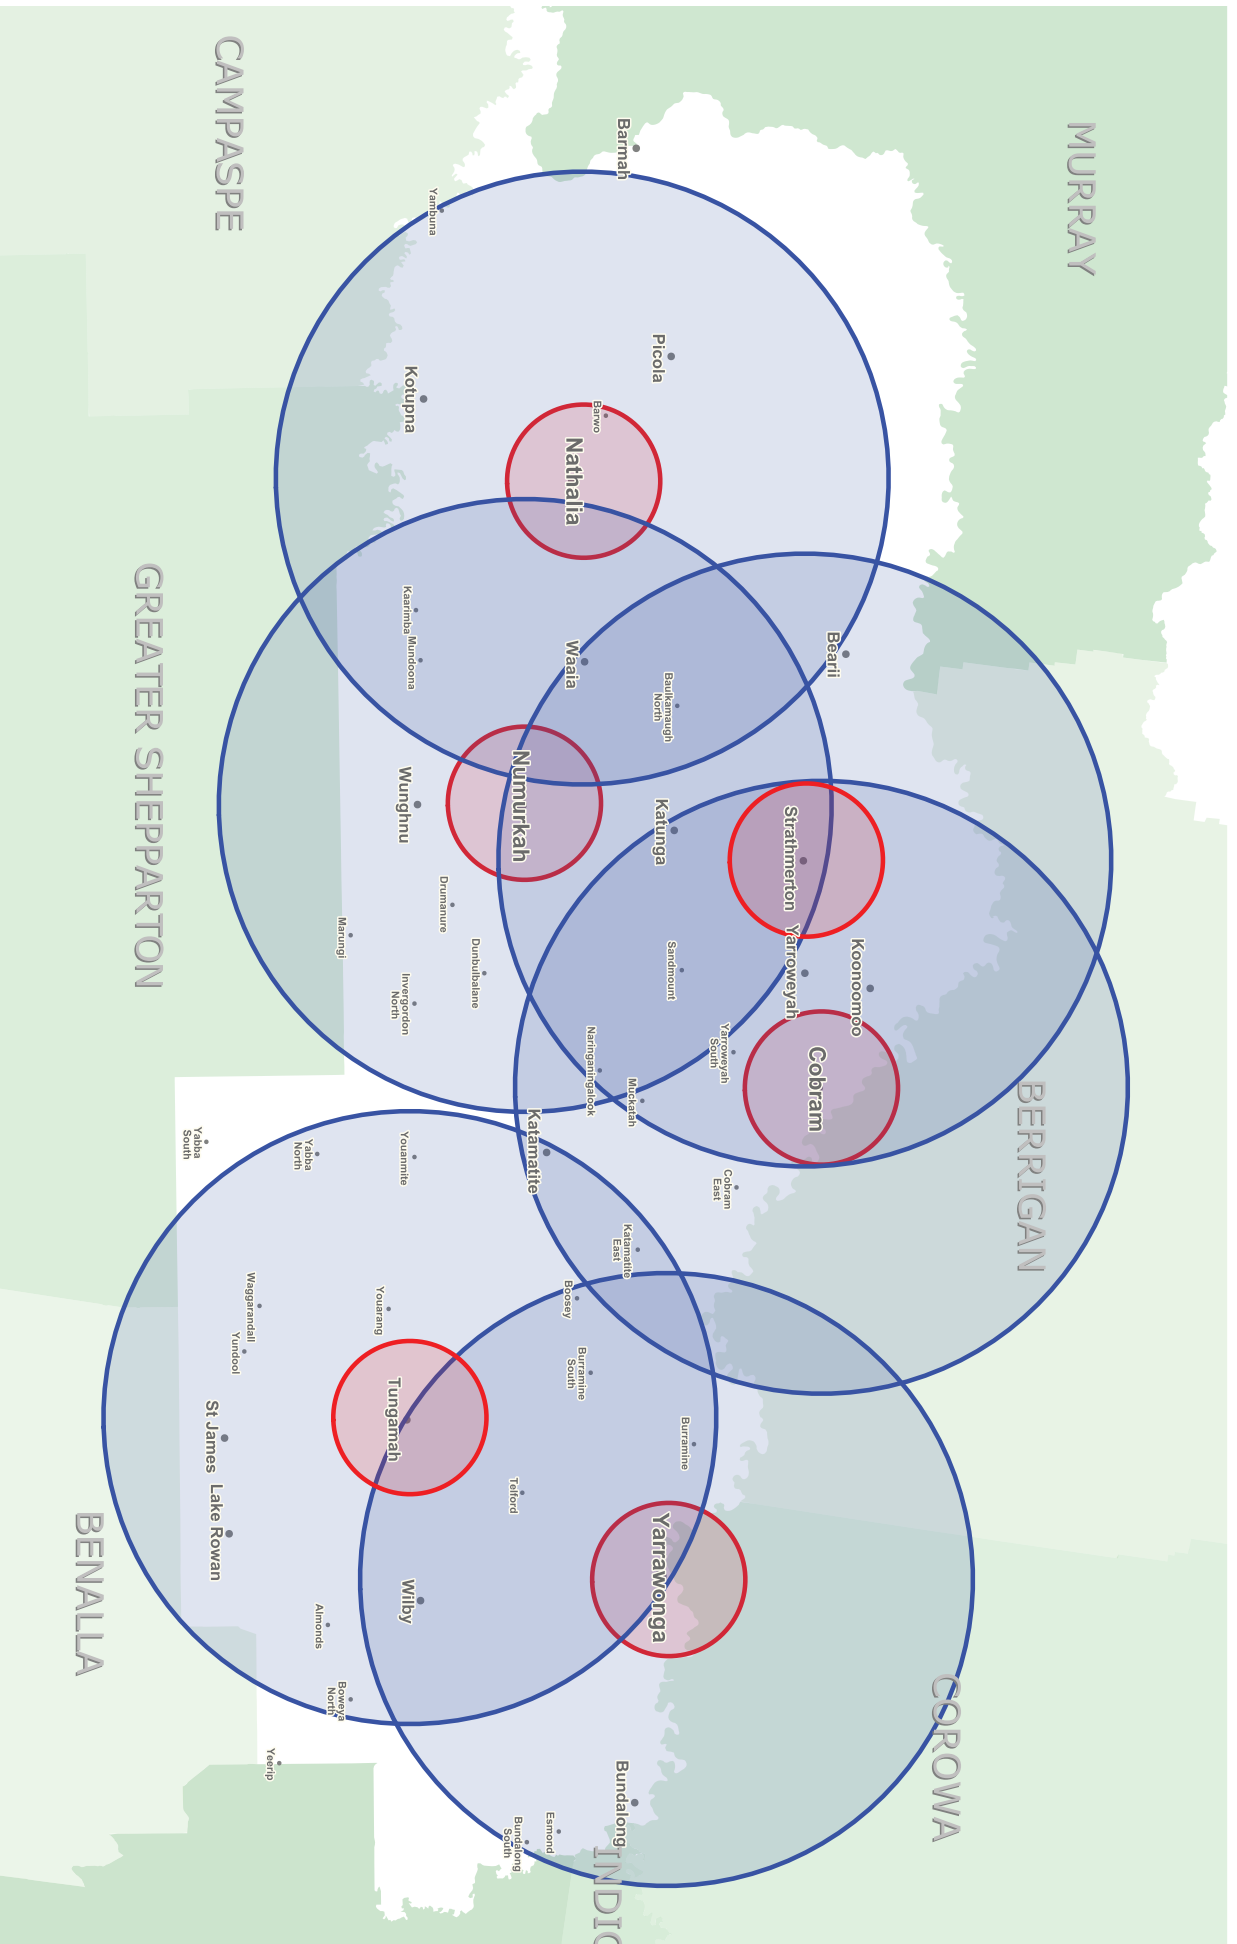 MURRAY
CAMPASPE
Barmah
Yambuna
Picola
Kotupna
Barwo
Nathalia
Kaarimba
Mundoona
Waaia
Bearii
Baulkamaugh
North
GREATER SHEPPARTON
Numurkah
Wunghnu
Katunga
Strathmerton
Yarroweyah
Koonoomoo
Drumanure
Marungi
Dunbulbalane
Invergordon
North
Sandmount
Naringaningalook
Yarroweyah
South
Muckatah
Cobram
BERRIGAN
Katamatite
Youanmite
Yabba
North
Yabba
South
Cobram
East
Katamatite
East
Boosey
Waggarandall
Yundool
Youarang
Burramine
South
Tungamah
St James
Lake Rowan
Burramine
Telford
Yarrawonga
Wilby
BENALLA
Almonds
Boweya
North
Yeerip
COROWA
Bundalong
Esmond
Bundalong
South
INDIG